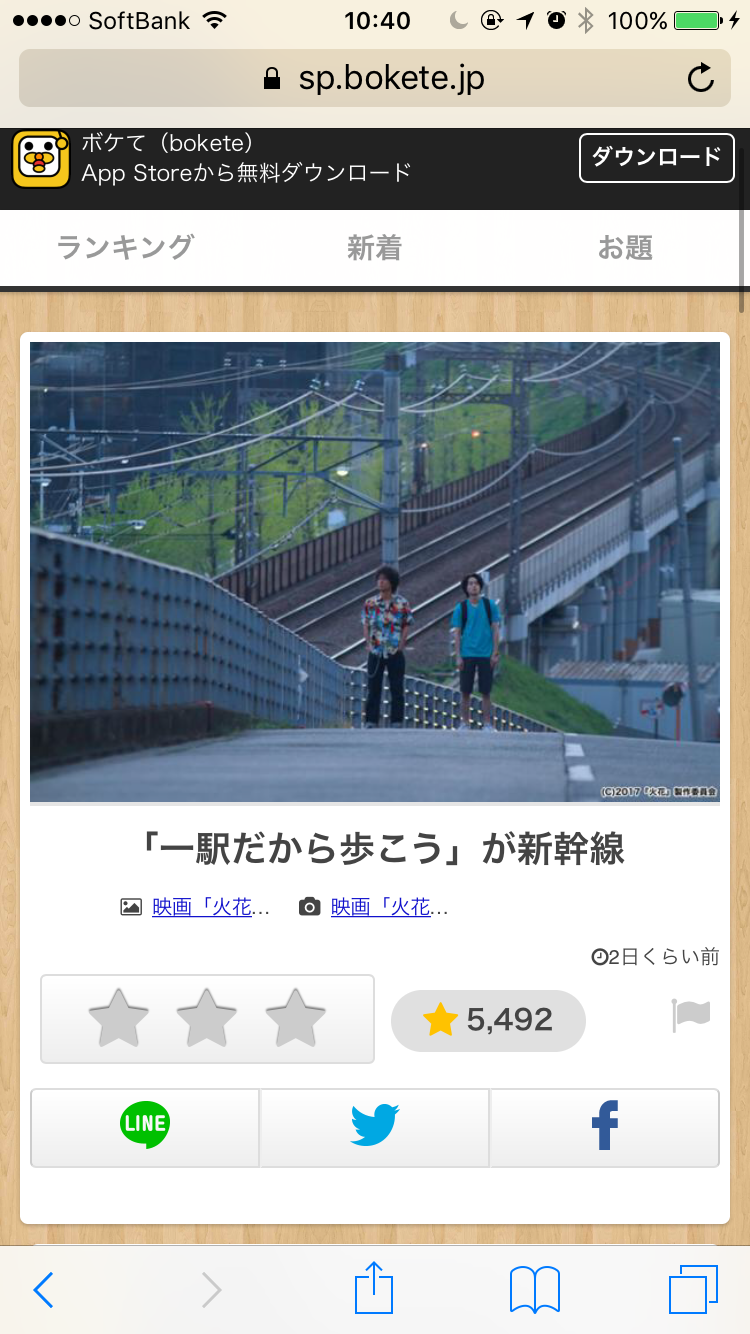 SoftBank 10:40 100%
sp.bokete.jp
ボケて（bokete）
App Storeから無料ダウンロード
ダウンロード
ランキング 新着 お題
(C)2017「火花」製作委員会
「一駅だから歩こう」が新幹線
映画「火花… 映画「火花…
2日くらい前
5,492
LINE